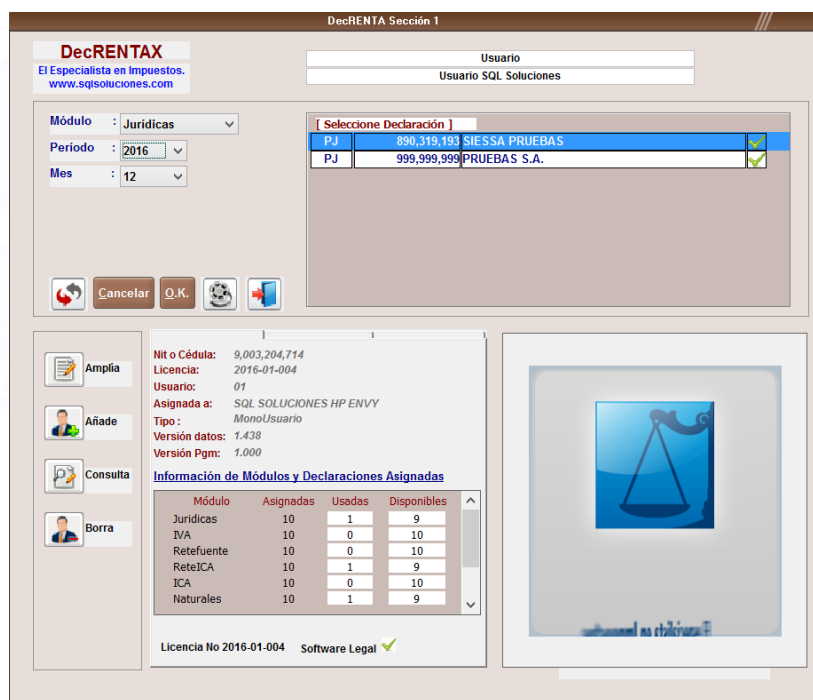 DecRENTA Sección 1
DecRENTAX
El Especialista en Impuestos.
www.sqlsoluciones.com
Usuario
Usuario SQL Soluciones
Módulo : Jurídicas
Período : 2016
Mes : 12
[ Seleccione Declaración ]
PJ 890,319,193 SIESSA PRUEBAS
PJ 999,999,999 PRUEBAS S.A.
Cancelar
O.K.
Amplia
Añade
Consulta
Borra
Nit o Cédula: 9,003,204,714
Licencia: 2016-01-004
Usuario: 01
Asignada a: SQL SOLUCIONES HP ENVY
Tipo : MonoUsuario
Versión datos: 1.438
Versión Pgm: 1.000
Información de Módulos y Declaraciones Asignadas
Módulo Asignadas Usadas Disponibles
Juridicas 10 1 9
IVA 10 0 10
Retefuente 10 0 10
ReteICA 10 1 9
ICA 10 0 10
Naturales 10 1 9
Licencia No 2016-01-004 Software Legal